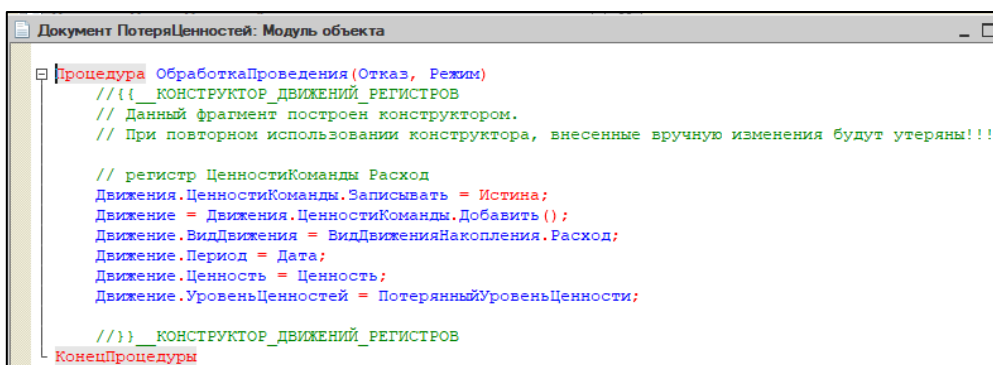 Документ ПотеряЦенностей: Модуль объекта
Процедура ОбработкаПроведения(Отказ, Режим)
//{{__КОНСТРУКТОР_ДВИЖЕНИЙ_РЕГИСТРОВ
// Данный фрагмент построен конструктором.
// При повторном использовании конструктора, внесенные вручную изменения будут утеряны!!!
// регистр ЦенностиКоманды Расход
Движения.ЦенностиКоманды.Записывать = Истина;
Движение = Движения.ЦенностиКоманды.Добавить();
Движение.ВидДвижения = ВидДвиженияНакопления.Расход;
Движение.Период = Дата;
Движение.Ценность = Ценность;
Движение.УровеньЦенностей = ПотерянныйУровеньЦенности;
//}}__КОНСТРУКТОР_ДВИЖЕНИЙ_РЕГИСТРОВ
КонецПроцедуры